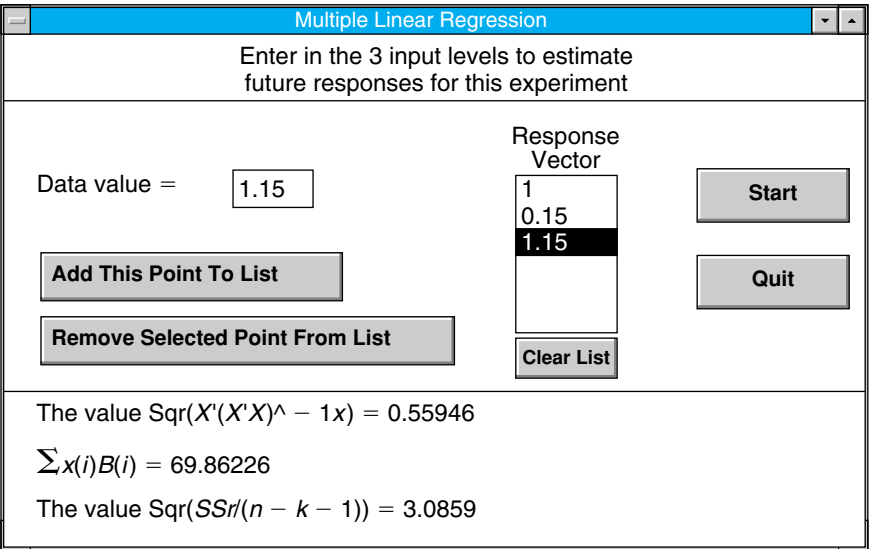 Multiple Linear Regression
Enter in the 3 input levels to estimate
future responses for this experiment
Response
Vector
Data value = 1.15
1
0.15
1.15
Start
Add This Point To List
Quit
Remove Selected Point From List
Clear List
The value Sqr(X'(X'X)^ − 1x) = 0.55946
∑x(i)B(i) = 69.86226
The value Sqr(SSr/(n − k − 1)) = 3.0859